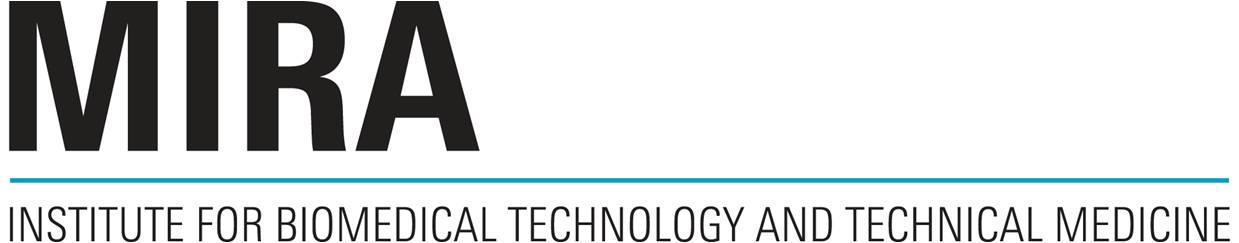 MIRA
INSTITUTE FOR BIOMEDICAL TECHNOLOGY AND TECHNICAL MEDICINE